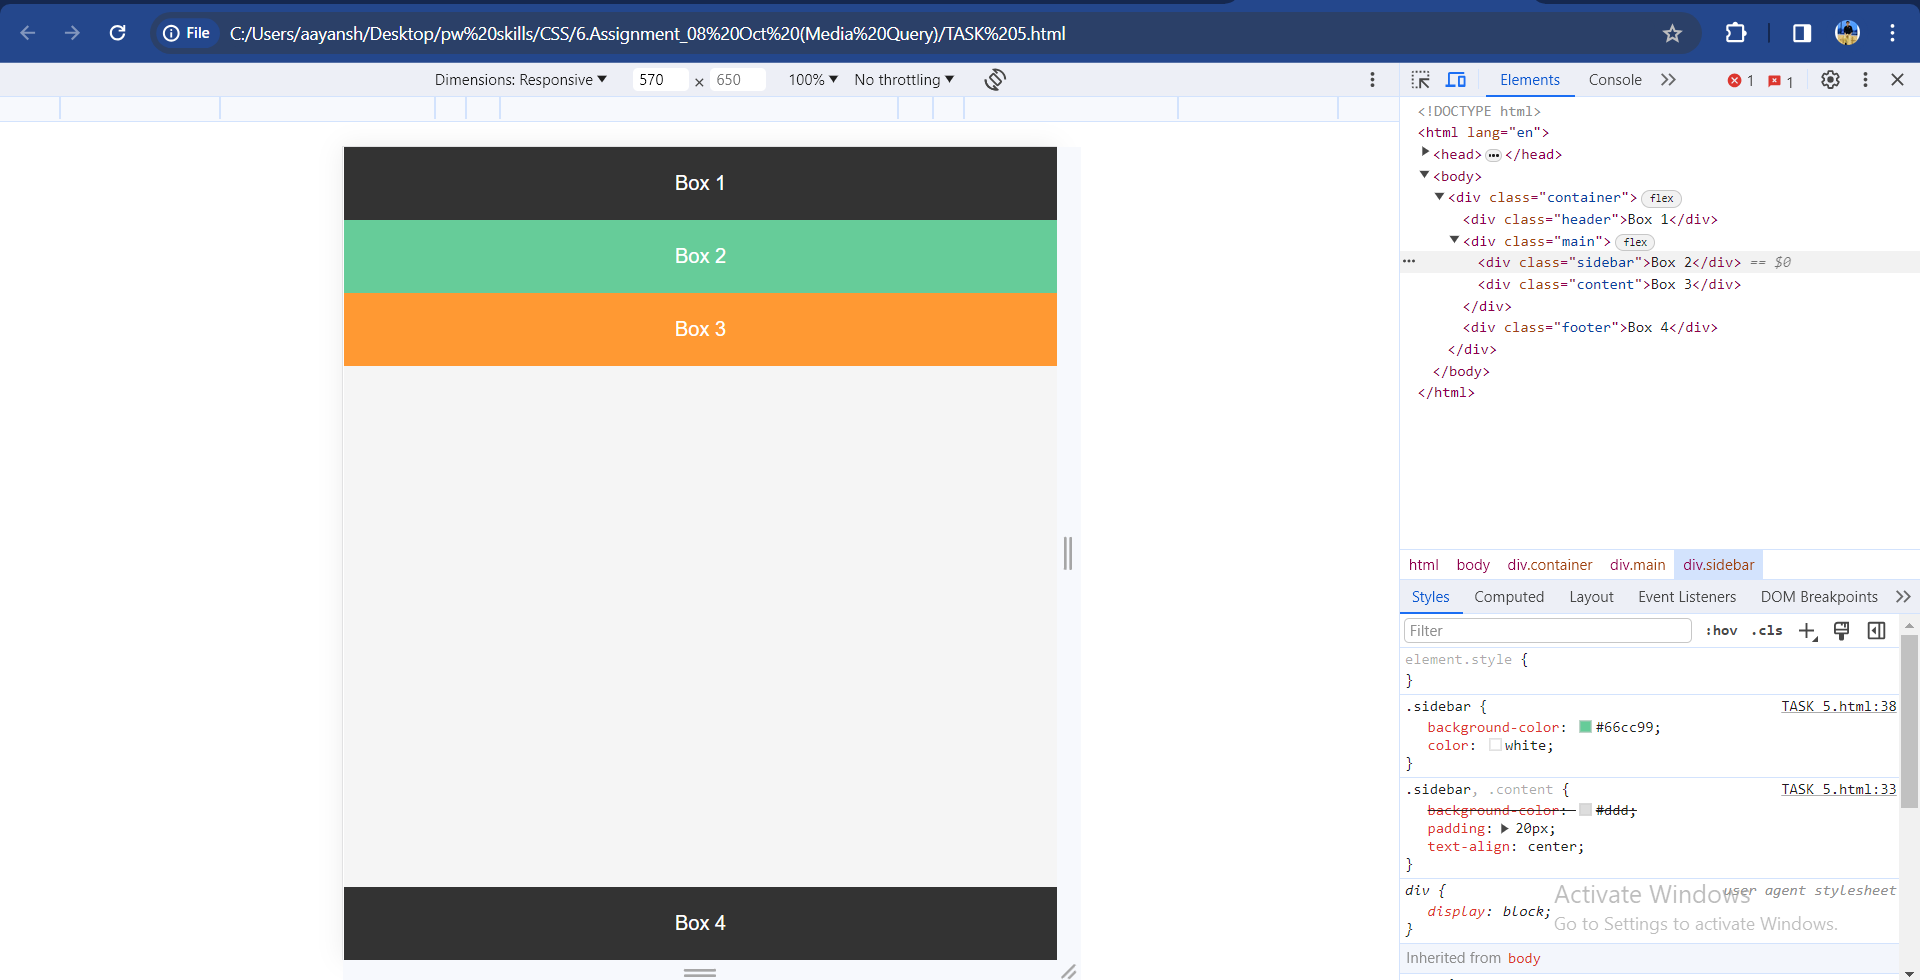 File C:/Users/aayansh/Desktop/pw%20skills/CSS/6.Assignment_08%20Oct%20(Media%20Query)/TASK%205.html
Dimensions: Responsive 570 × 650 100% No throttling
Elements Console 1 1
Box 1
Box 2
Box 3
Box 4
<!DOCTYPE html>
<html lang="en">
<head> ••• </head>
<body>
<div class="container"> flex
<div class="header">Box 1</div>
<div class="main"> flex
<div class="sidebar">Box 2</div> == $0
<div class="content">Box 3</div>
</div>
<div class="footer">Box 4</div>
</div>
</body>
</html>
html body div.container div.main div.sidebar
Styles Computed Layout Event Listeners DOM Breakpoints
Filter :hov .cls
element.style {
}
.sidebar { TASK 5.html:38
background-color: #66cc99;
color: white;
}
.sidebar, .content { TASK 5.html:33
background-color: #ddd;
padding: 20px;
text-align: center;
}
div { user agent stylesheet
display: block;
}
Activate Windows
Go to Settings to activate Windows.
Inherited from body